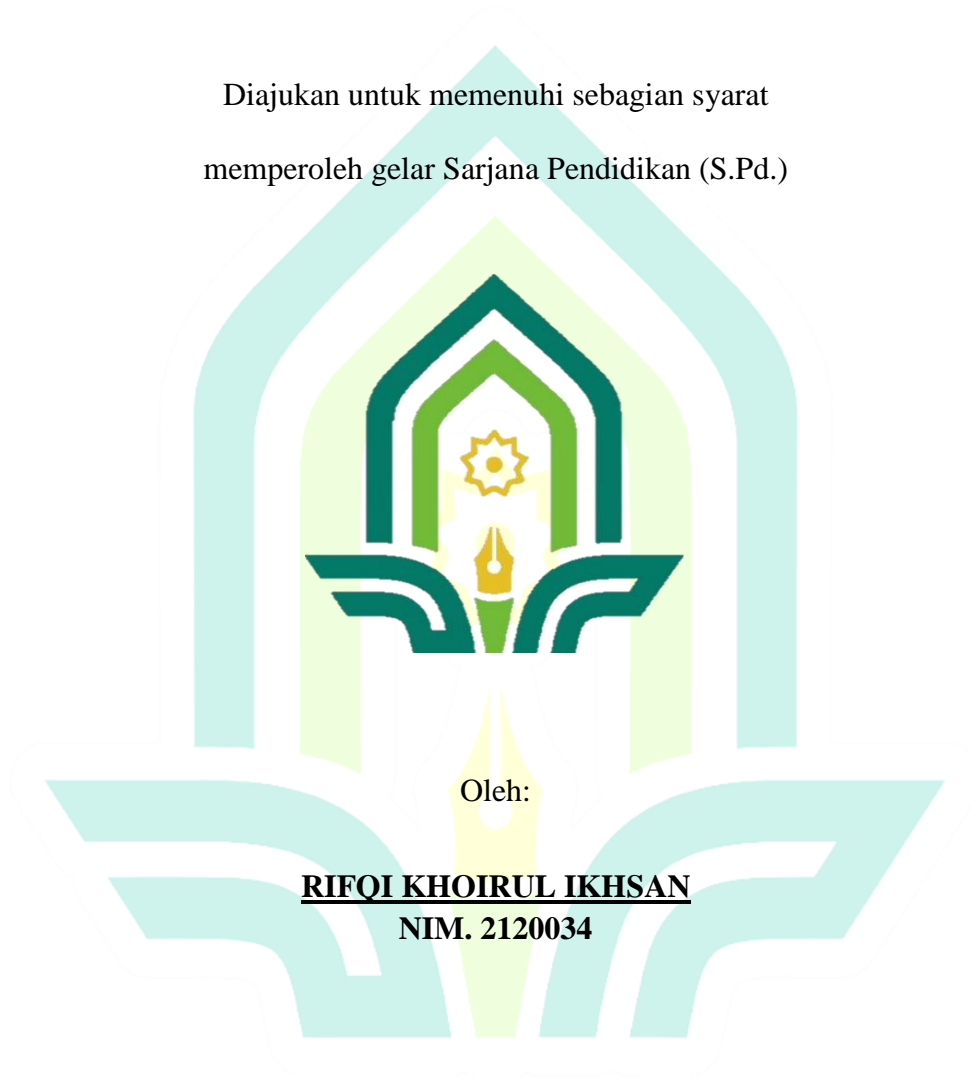 Diajukan untuk memenuhi sebagian syarat
memperoleh gelar Sarjana Pendidikan (S.Pd.)
Oleh:
RIFQI KHOIRUL IKHSAN
NIM. 2120034